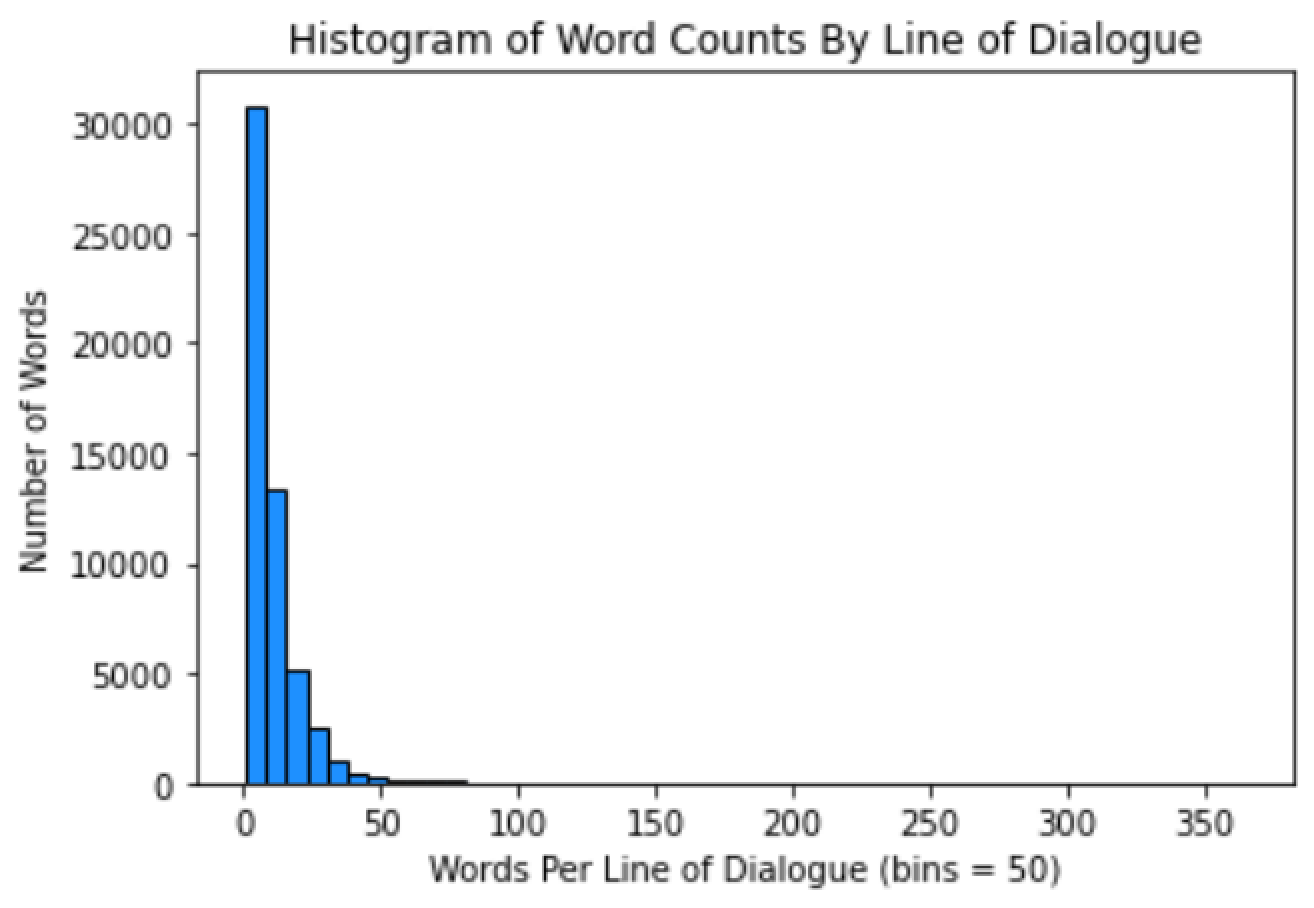 Histogram of Word Counts By Line of Dialogue
30000
25000
20000
15000
10000
5000
0
Number of Words
0 50 100 150 200 250 300 350
Words Per Line of Dialogue (bins = 50)